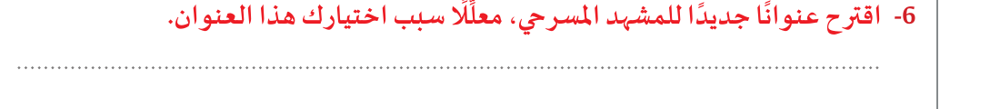 6- اقترح عنوانًا جديدًا للمشهد المسرحي، معلِّلًا سبب اختيارك هذا العنوان.